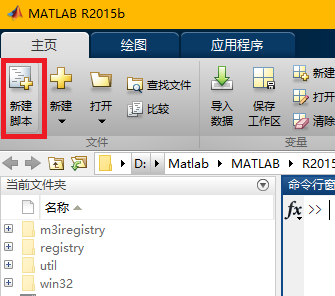 MATLAB R2015b
主页 绘图 应用程序
新建脚本 新建 打开 查找文件 比较 导入数据 保存工作区 新建 打开 清除
文件 变量
D: Matlab MATLAB R2015
当前文件夹 命令行窗
名称 fx >>
m3iregistry
registry
util
win32